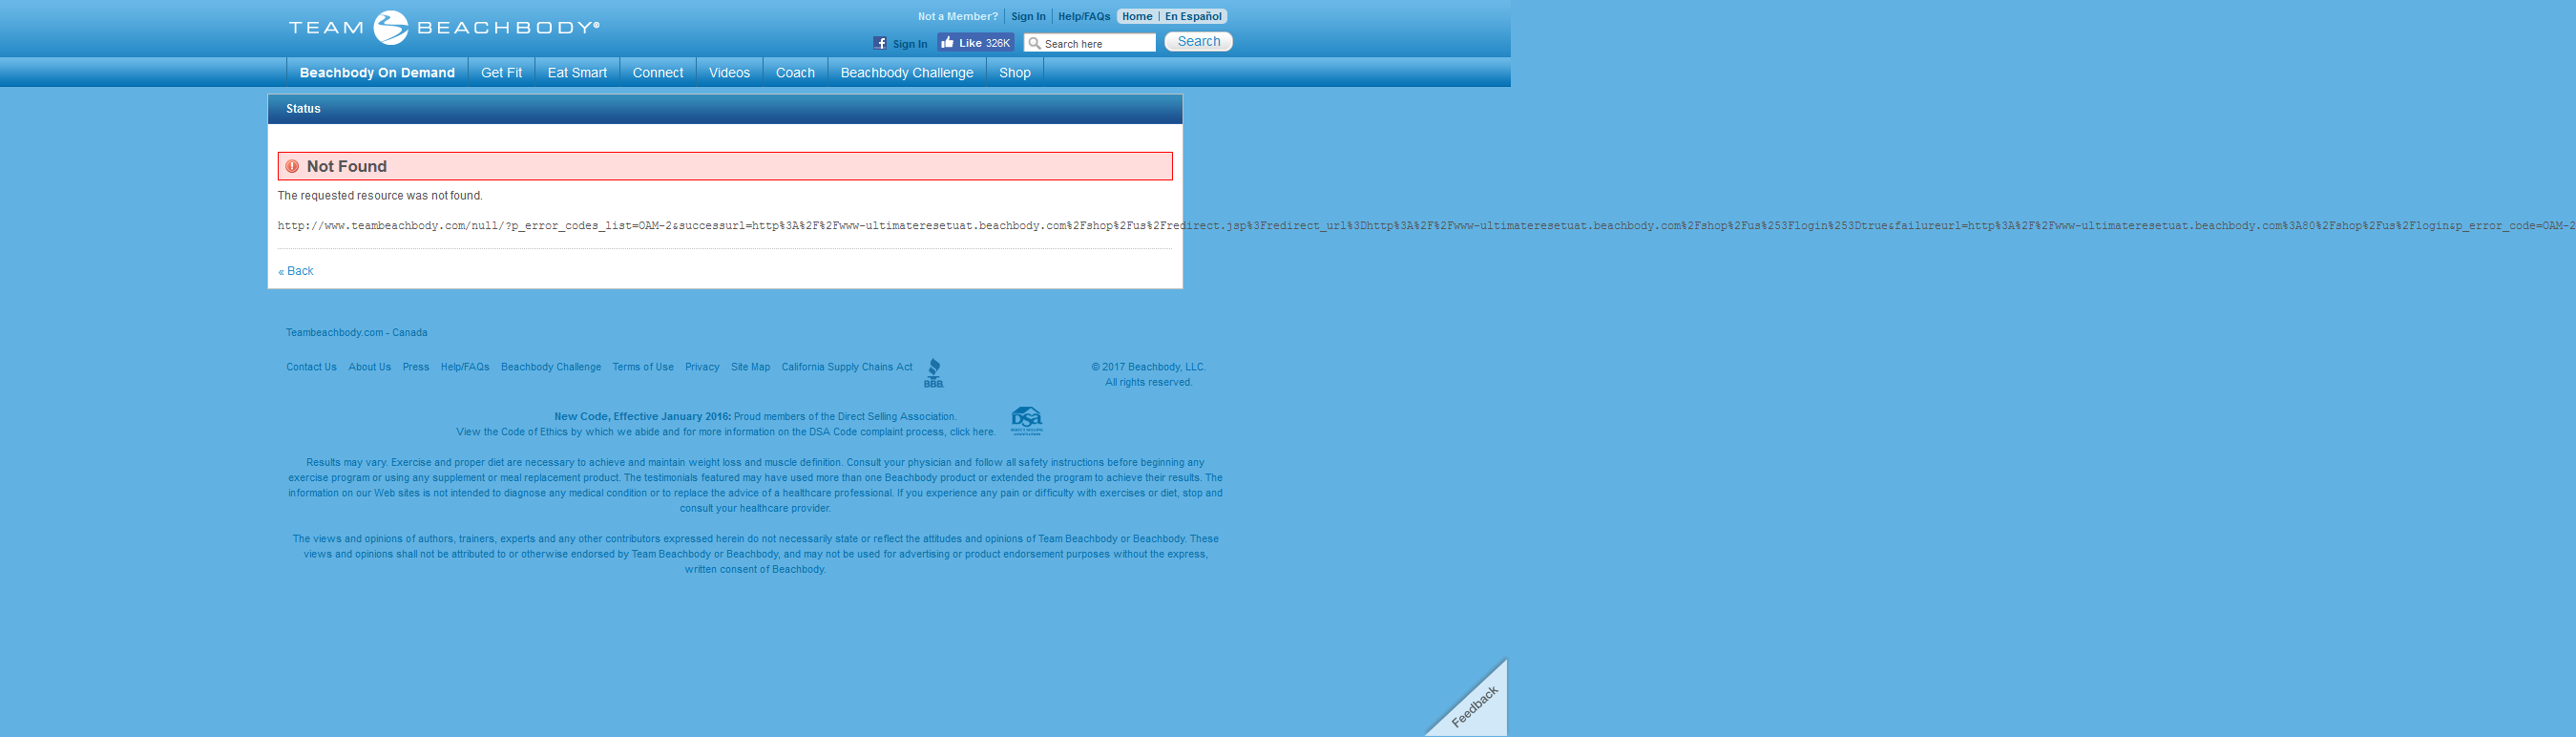 TEAM BEACHBODY®
Not a Member? Sign In Help/FAQs Home | En Español
Sign In Like 326K Search here Search
Beachbody On Demand Get Fit Eat Smart Connect Videos Coach Beachbody Challenge Shop
Status
Not Found
The requested resource was not found.
http://www.teambeachbody.com/null/?p_error_codes_list=OAM-2&successurl=http%3A%2F%2Fwww-ultimateresetuat.beachbody.com%2Fshop%2Fus%2Fredirect.jsp%3Fredirect_url%3Dhttp%3A%2F%2Fwww-ultimateresetuat.beachbody.com%2Fshop%2Fus%253Flogin%253Dtrue&failureurl=http%3A%2F%2Fwww-ultimateresetuat.beachbody.com%3A80%2Fshop%2Fus%2Flogin&p_error_code=OAM-2
« Back
Teambeachbody.com - Canada
Contact Us About Us Press Help/FAQs Beachbody Challenge Terms of Use Privacy Site Map California Supply Chains Act BBB. © 2017 Beachbody, LLC.
All rights reserved.
New Code, Effective January 2016: Proud members of the Direct Selling Association.
View the Code of Ethics by which we abide and for more information on the DSA Code complaint process, click here.
DSA
Results may vary. Exercise and proper diet are necessary to achieve and maintain weight loss and muscle definition. Consult your physician and follow all safety instructions before beginning any
exercise program or using any supplement or meal replacement product. The testimonials featured may have used more than one Beachbody product or extended the program to achieve their results. The
information on our Web sites is not intended to diagnose any medical condition or to replace the advice of a healthcare professional. If you experience any pain or difficulty with exercises or diet, stop and
consult your healthcare provider.
The views and opinions of authors, trainers, experts and any other contributors expressed herein do not necessarily state or reflect the attitudes and opinions of Team Beachbody or Beachbody. These
views and opinions shall not be attributed to or otherwise endorsed by Team Beachbody or Beachbody, and may not be used for advertising or product endorsement purposes without the express,
written consent of Beachbody.
Feedback